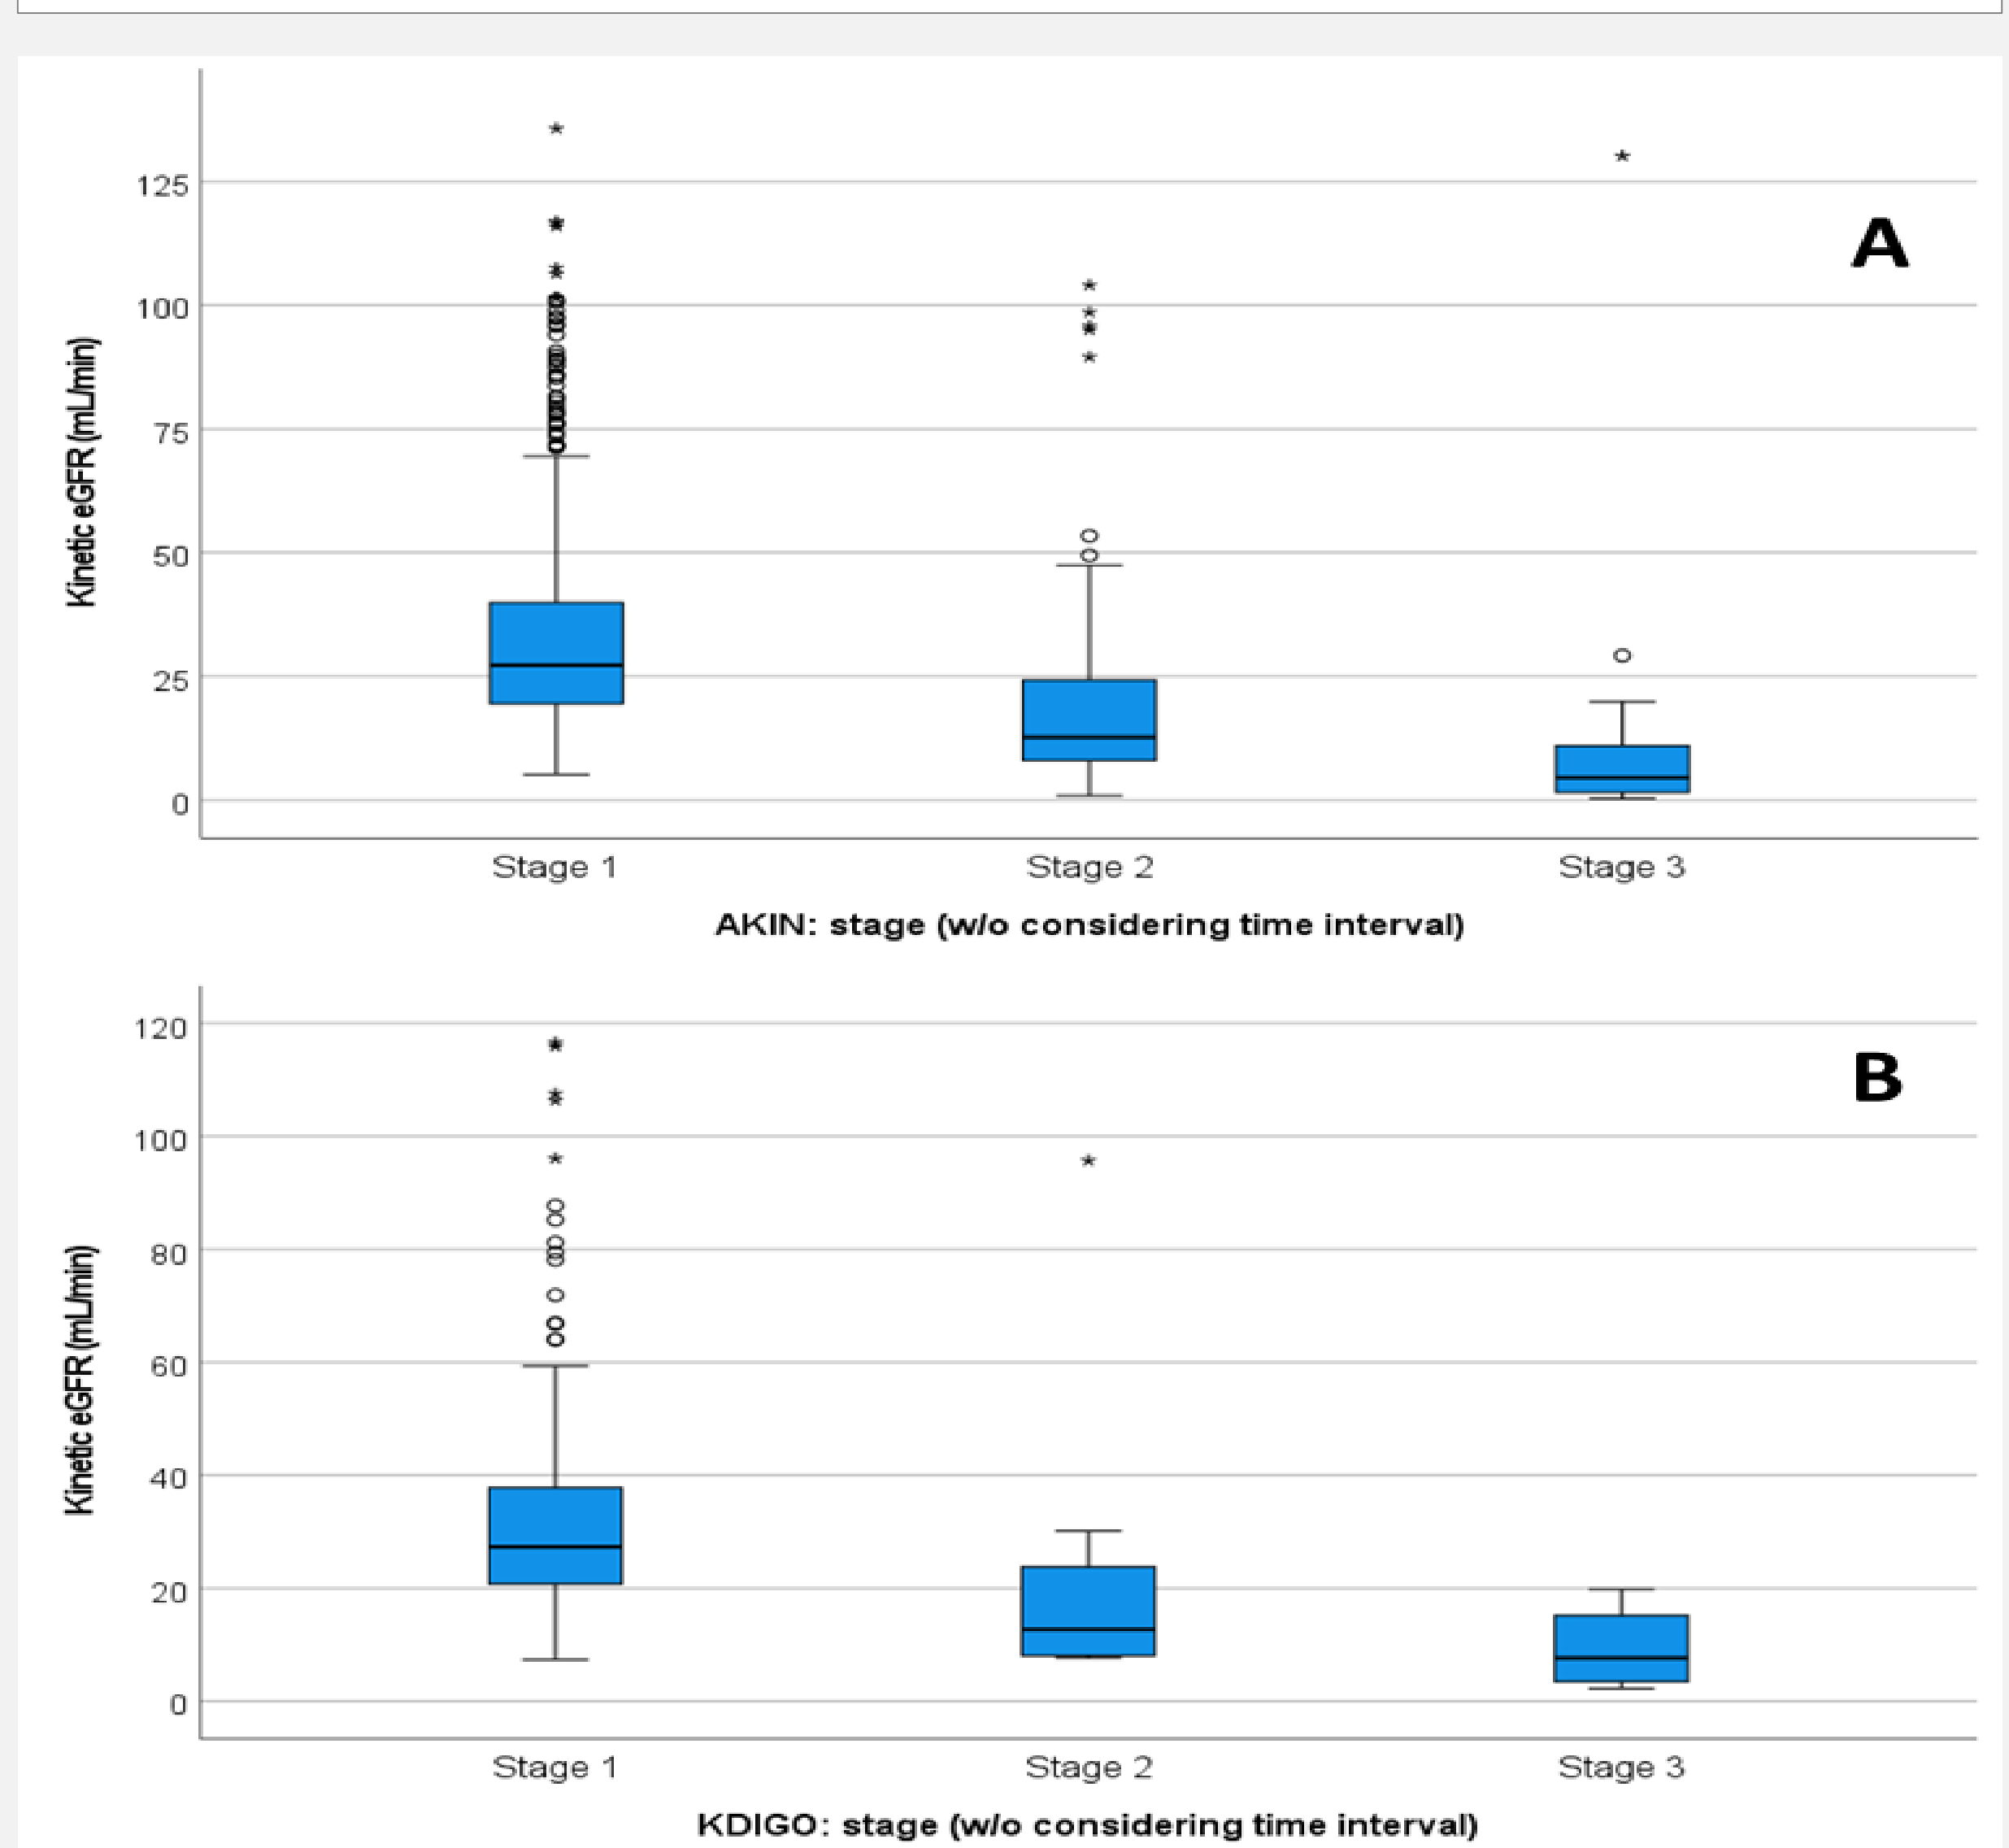 A
125
100
75
50
25
0
Kinetic eGFR (mL/min)
Stage 1 Stage 2 Stage 3
AKIN: stage (w/o considering time interval)
B
120
100
80
60
40
20
0
Kinetic eGFR (mL/min)
Stage 1 Stage 2 Stage 3
KDIGO: stage (w/o considering time interval)